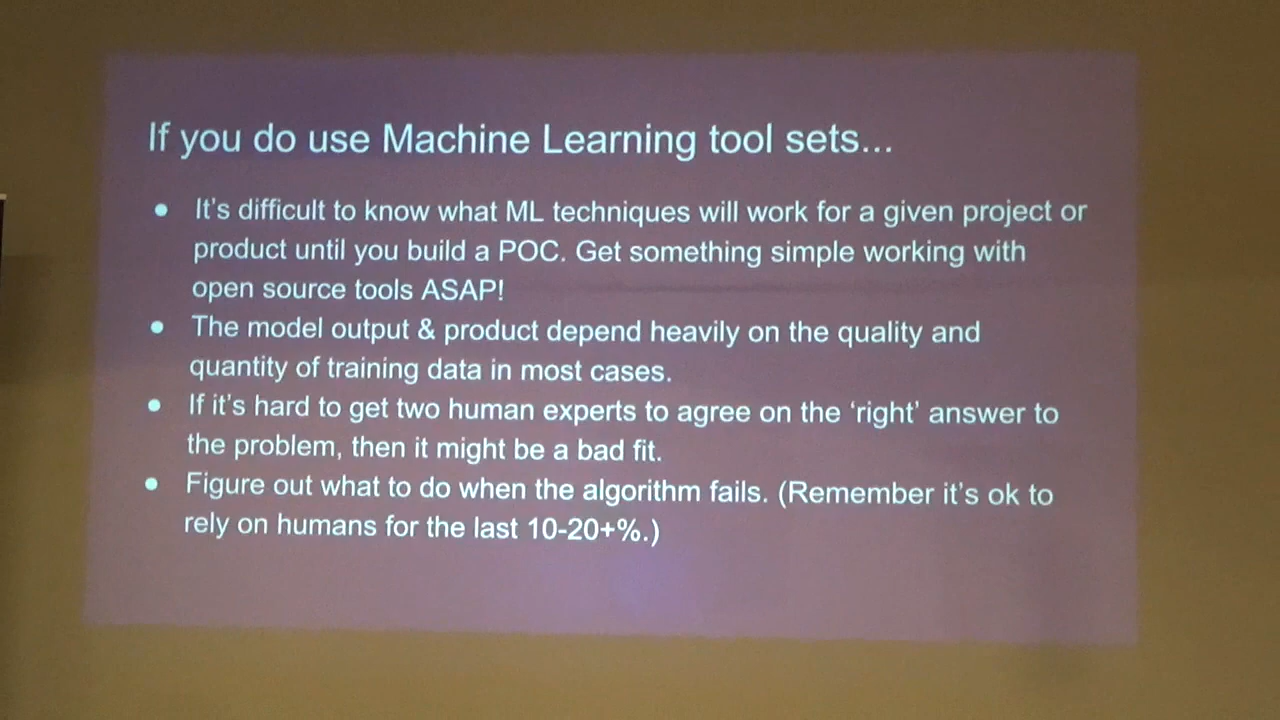 If you do use Machine Learning tool sets...
● It's difficult to know what ML techniques will work for a given project or
product until you build a POC. Get something simple working with
open source tools ASAP!
● The model output & product depend heavily on the quality and
quantity of training data in most cases.
● If it's hard to get two human experts to agree on the ‘right’ answer to
the problem, then it might be a bad fit.
● Figure out what to do when the algorithm fails. (Remember it's ok to
rely on humans for the last 10-20+%.)